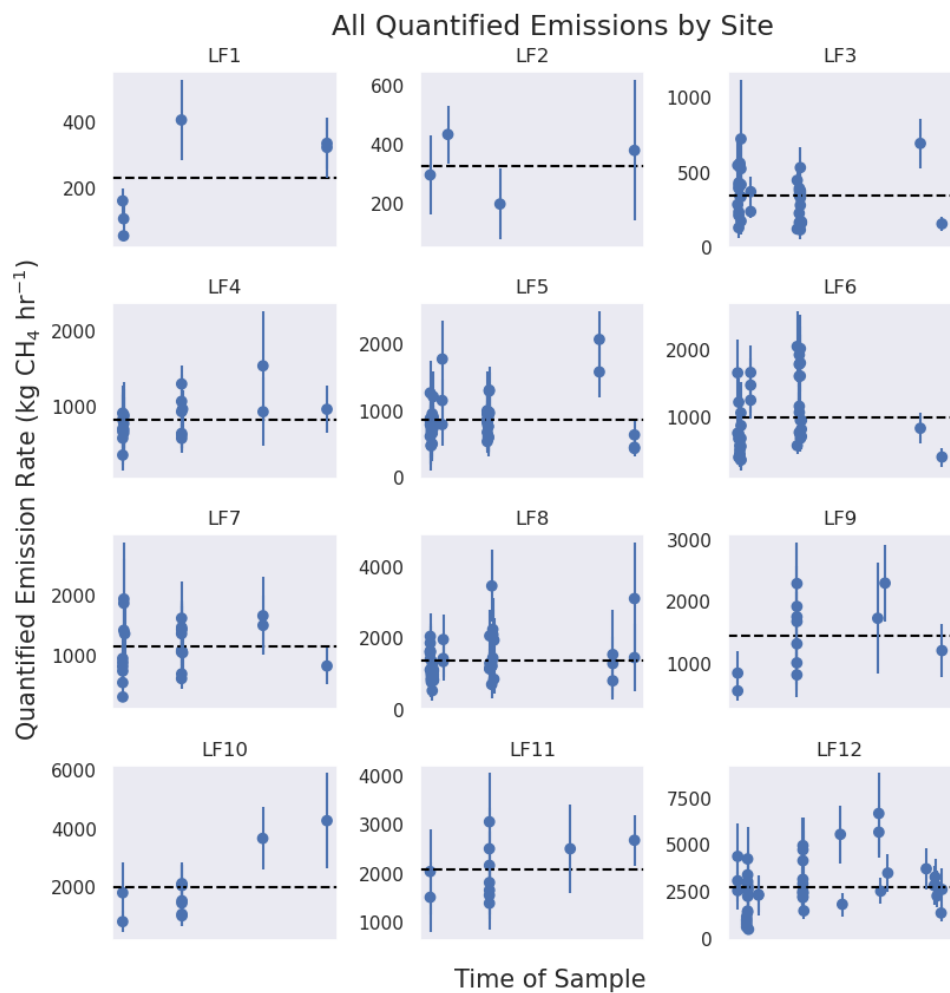 All Quantified Emissions by Site
LF1
400
200
LF2
600
400
200
LF3
1000
500
0
LF4
2000
1000
LF5
2000
1000
0
LF6
2000
1000
LF7
2000
1000
LF8
4000
2000
0
LF9
3000
2000
1000
LF10
6000
4000
2000
LF11
4000
3000
2000
1000
LF12
7500
5000
2500
0
Quantified Emission Rate (kg CH₄ hr⁻¹)
Time of Sample